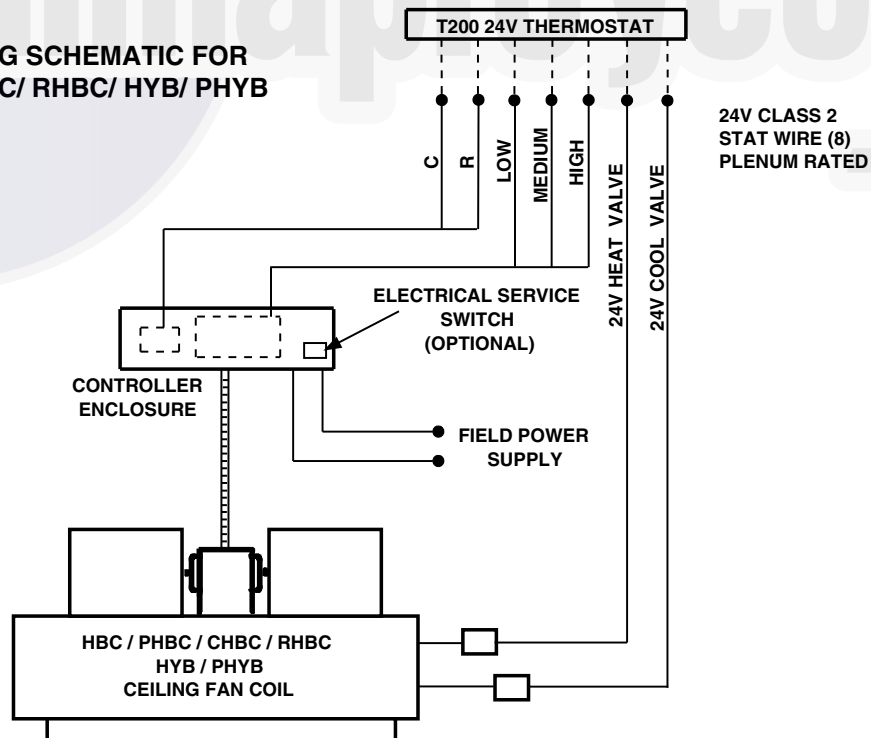 T200 24V THERMOSTAT
G SCHEMATIC FOR
C/ RHBC/ HYB/ PHYB
24V CLASS 2
STAT WIRE (8)
PLENUM RATED
C
R
LOW
MEDIUM
HIGH
24V HEAT VALVE
24V COOL VALVE
ELECTRICAL SERVICE
SWITCH
(OPTIONAL)
CONTROLLER
ENCLOSURE
FIELD POWER
SUPPLY
HBC / PHBC / CHBC / RHBC
HYB / PHYB
CEILING FAN COIL